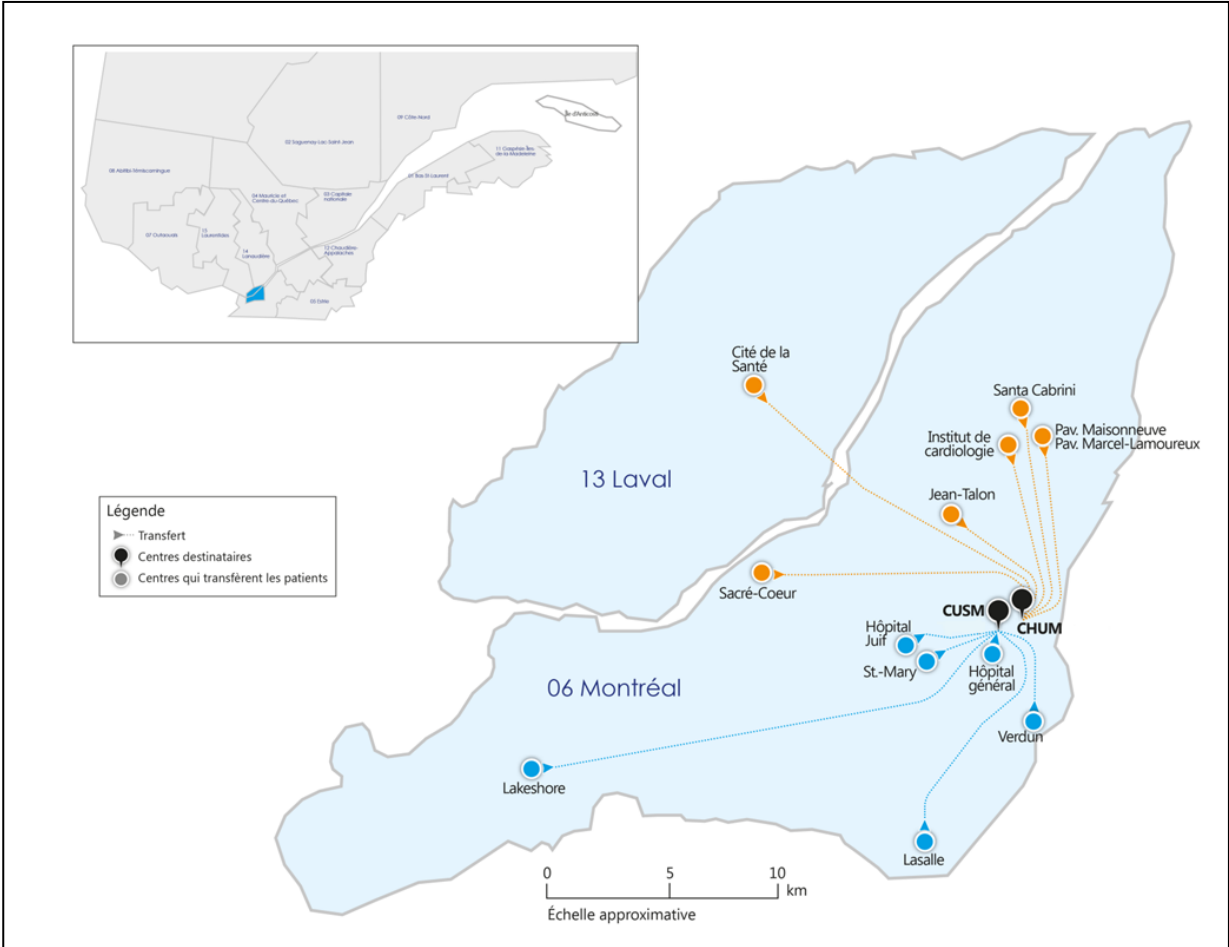 Île d'Anticosti
09 Côte-Nord
02 Saguenay-Lac Saint Jean
11 Gaspésie Îles-
de-la-Madeleine
08 Abitibi-Témiscamingue
01 Bas St-Laurent
04 Mauricie et
Centre-du-Québec
03 Capitale
nationale
07 Outaouais
15
Laurentides
14
Lanaudière
12 Chaudière-
Appalaches
05 Estrie
Cité de la
Santé
Santa Cabrini
Pav. Maisonneuve
Pav. Marcel-Lamoureux
Institut de
cardiologie
13 Laval
Jean-Talon
Légende
Transfert
Centres destinataires
Centres qui transfèrent les patients
Sacré-Coeur
CUSM
CHUM
Hôpital
Juif
St.-Mary
Hôpital
général
06 Montréal
Verdun
Lakeshore
Lasalle
0 5 10
km
Échelle approximative